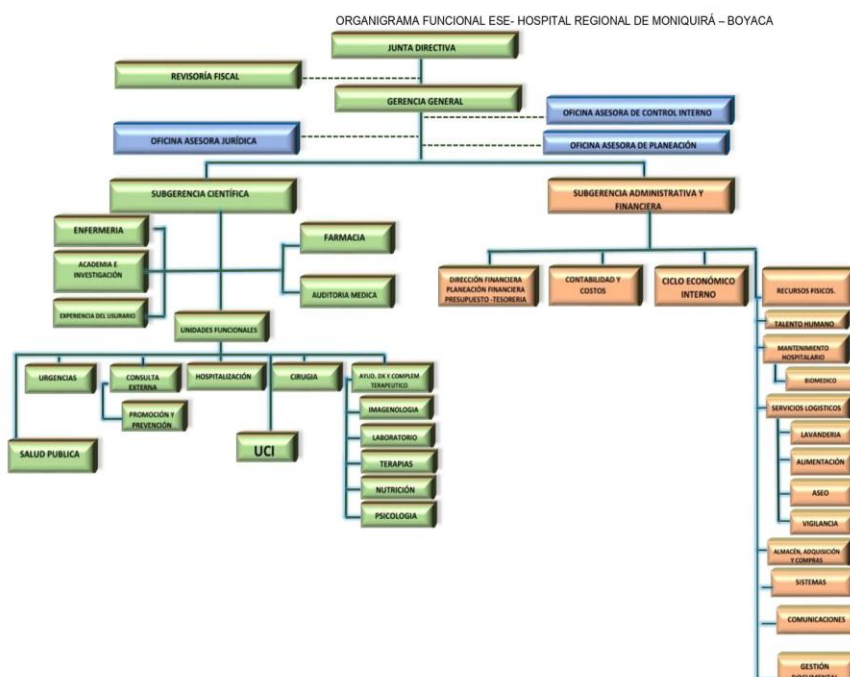 ORGANIGRAMA FUNCIONAL ESE- HOSPITAL REGIONAL DE MONIQUIRÁ – BOYACA
JUNTA DIRECTIVA
REVISORÍA FISCAL
GERENCIA GENERAL
OFICINA ASESORA DE CONTROL INTERNO
OFICINA ASESORA JURÍDICA
OFICINA ASESORA DE PLANEACIÓN
SUBGERENCIA CIENTÍFICA
SUBGERENCIA ADMINISTRATIVA Y
FINANCIERA
ENFERMERIA
FARMACIA
ACADEMIA E
INVESTIGACIÓN
AUDITORIA MEDICA
EXPERIENCIA DEL USURARIO
UNIDADES FUNCIONALES
DIRECCIÓN FINANCIERA
PLANEACIÓN FINANCIERA
PRESUPUESTO -TESORERIA
CONTABILIDAD Y
COSTOS
CICLO ECONÓMICO
INTERNO
RECURSOS FISICOS.
TALENTO HUMANO
MANTENIMIENTO
HOSPITALARIO
BIOMEDICO
SERVICIOS LOGISTICOS
LAVANDERIA
ALIMENTACIÓN
ASEO
VIGILANCIA
ALMACÉN, ADQUISICIÓN
Y COMPRAS
SISTEMAS
COMUNICACIONES
GESTIÓN
DOCUMENTAL
URGENCIAS
CONSULTA
EXTERNA
HOSPITALIZACIÓN
CIRUGIA
AYUD. DX Y COMPLEM
TERAPEUTICO
PROMOCIÓN Y
PREVENCIÓN
IMAGENOLOGIA
LABORATORIO
TERAPIAS
NUTRICIÓN
PSICOLOGIA
SALUD PUBLICA
UCI